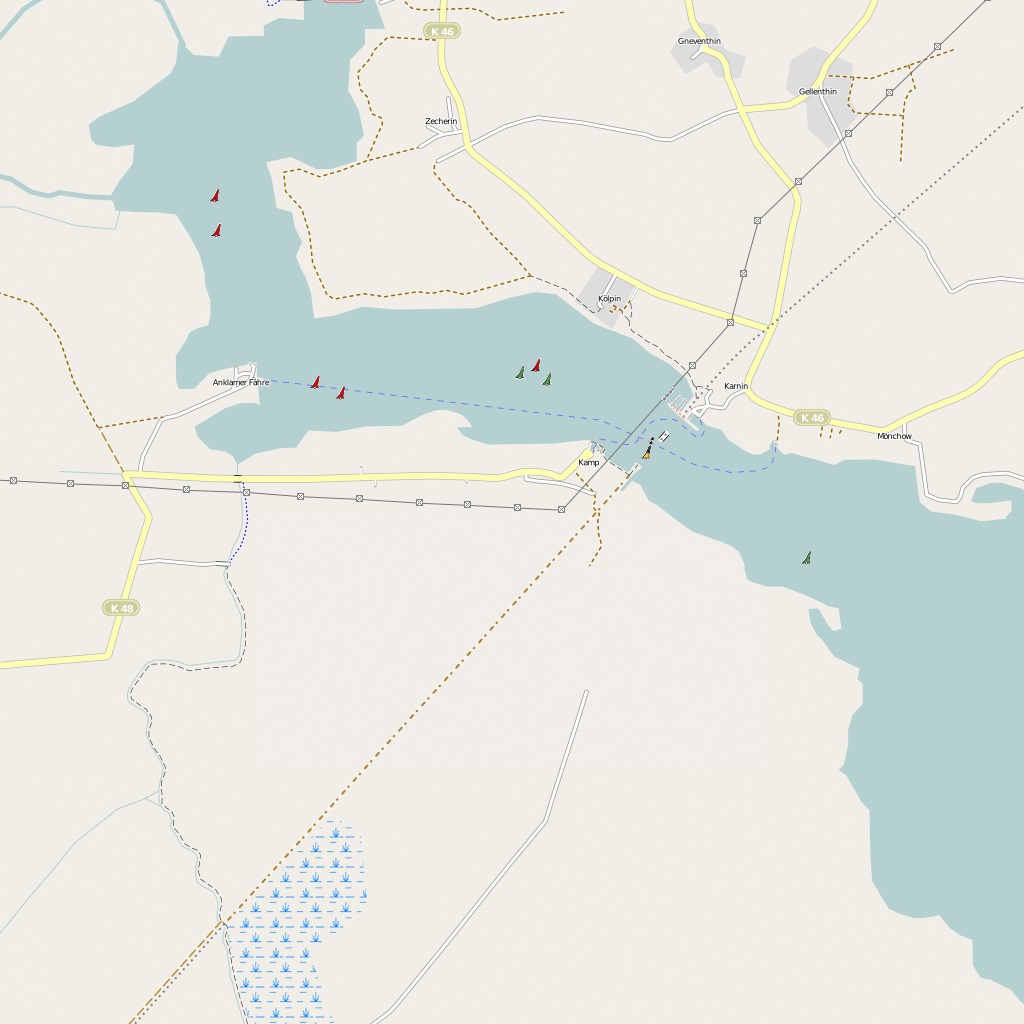 K 46
Gneventhin
Gellenthin
Zecherin
Kölpin
Anklamer Fähre
Karnin
K 46
Mönchow
Kamp
K 48